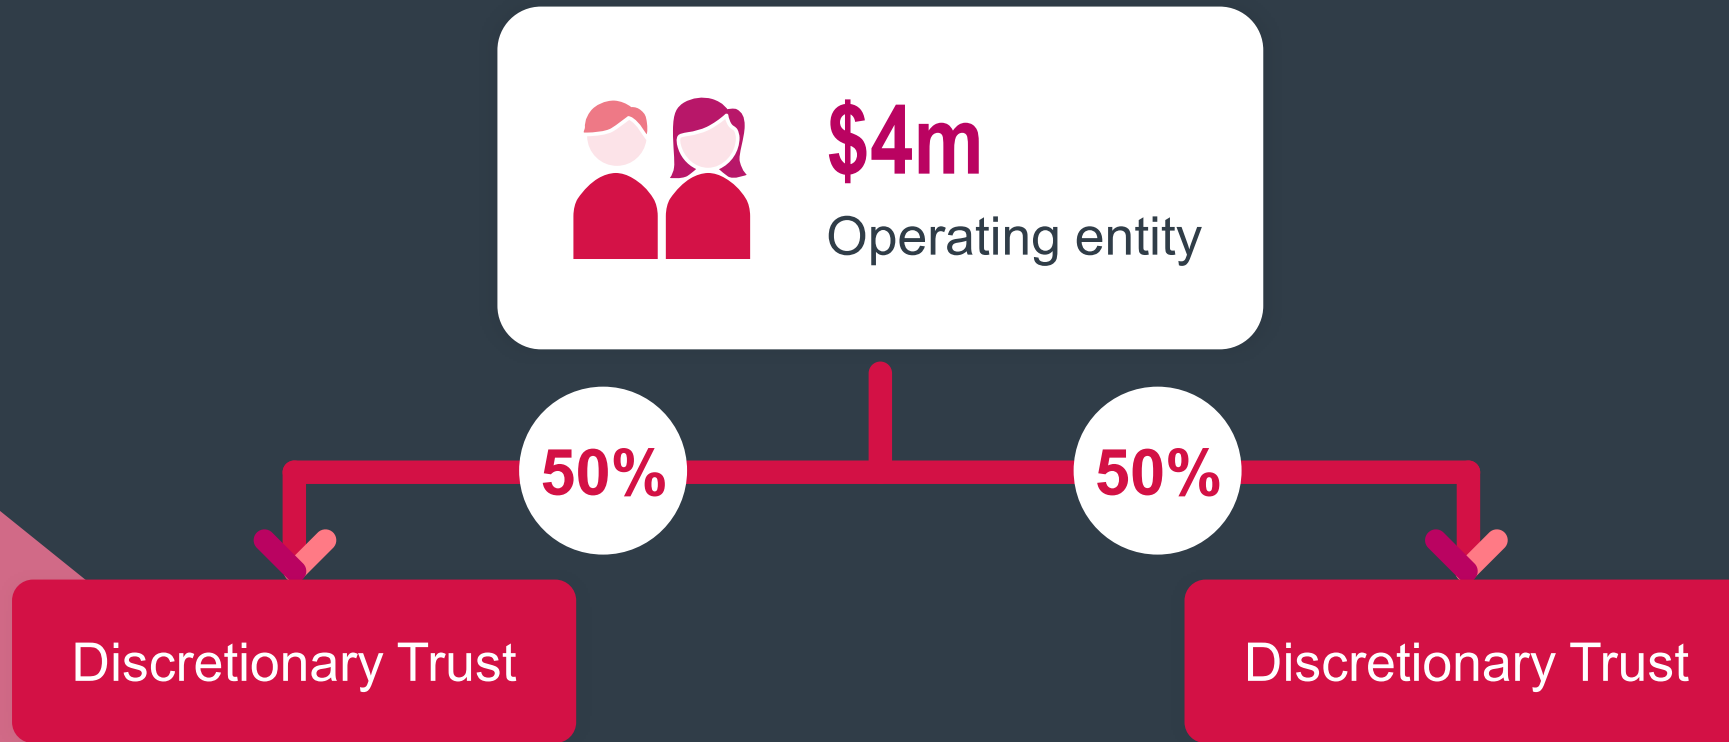 $4m
Operating entity
50%
50%
Discretionary Trust
Discretionary Trust